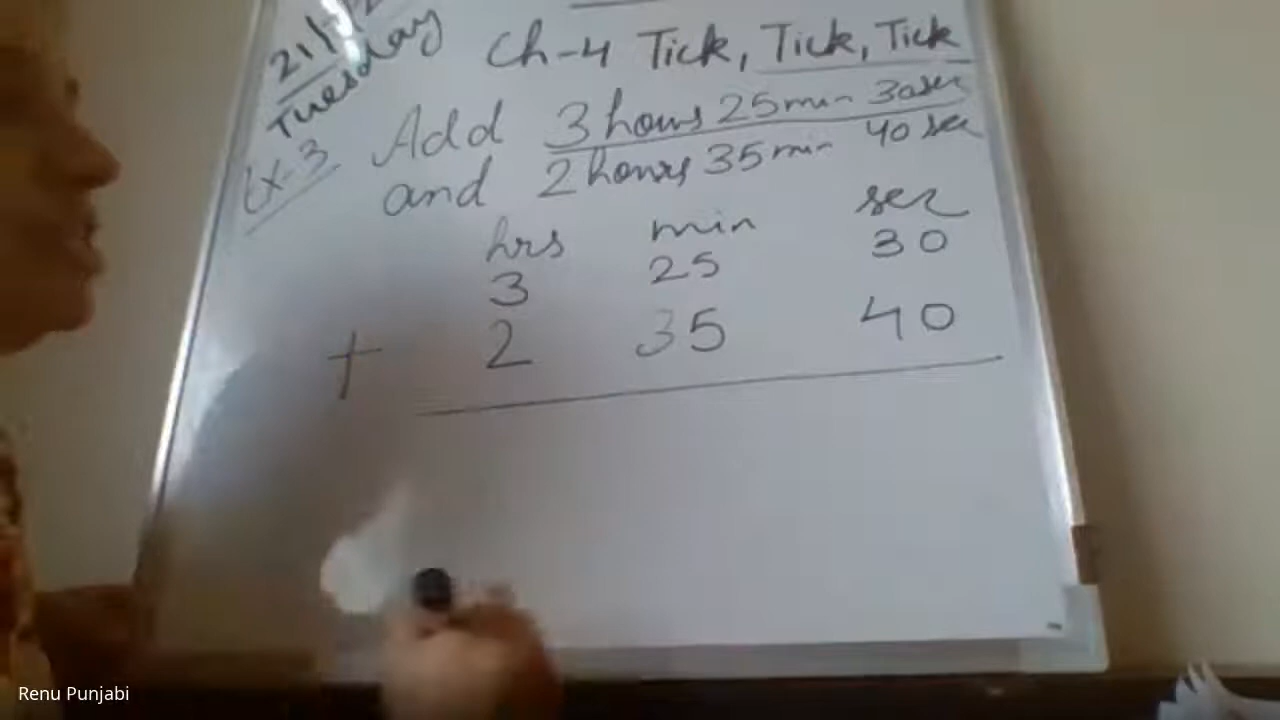 Tuesday
Ch-4 Tick, Tick, Tick
Ex-3. Add 3 hours 25 min 30 sec
and 2 hours 35 min 40 sec
hrs min sec
3 25 30
+ 2 35 40
Renu Punjabi